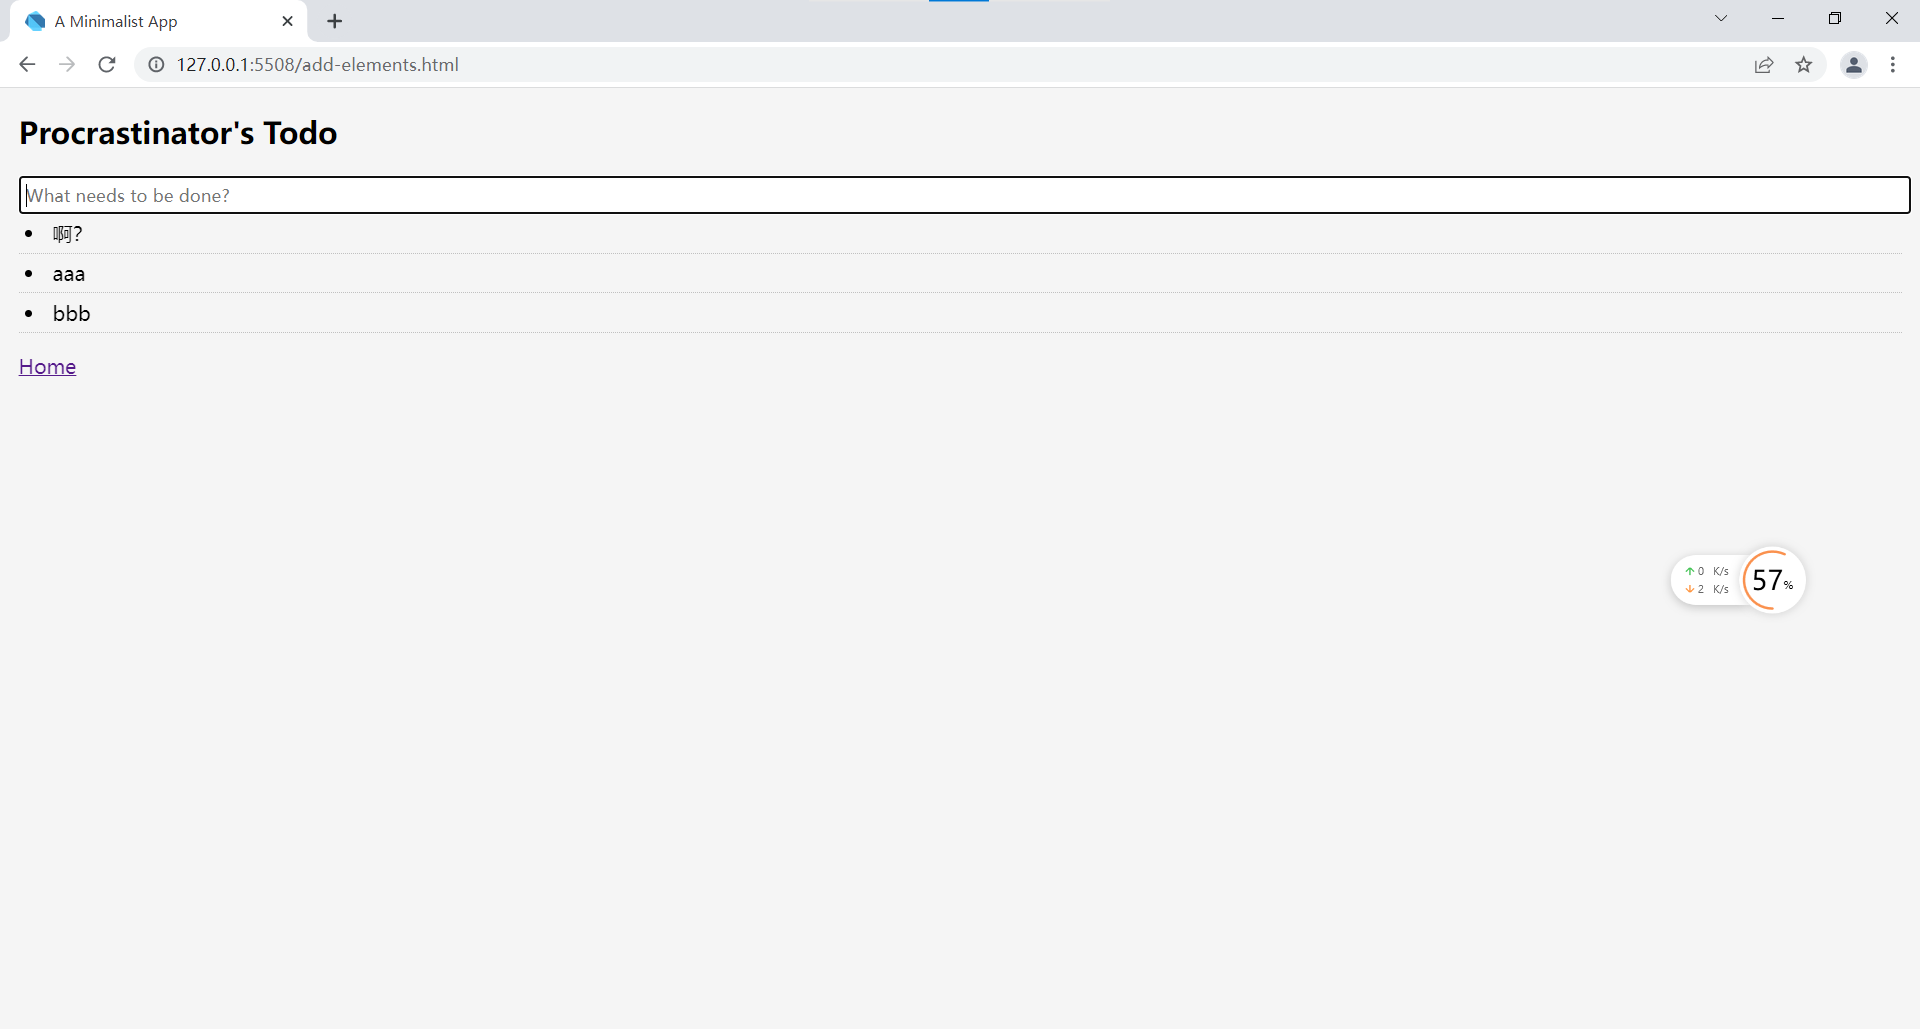 A Minimalist App
127.0.0.1:5508/add-elements.html
Procrastinator's Todo
What needs to be done?
啊?
aaa
bbb
Home
0 K/s
2 K/s
57%